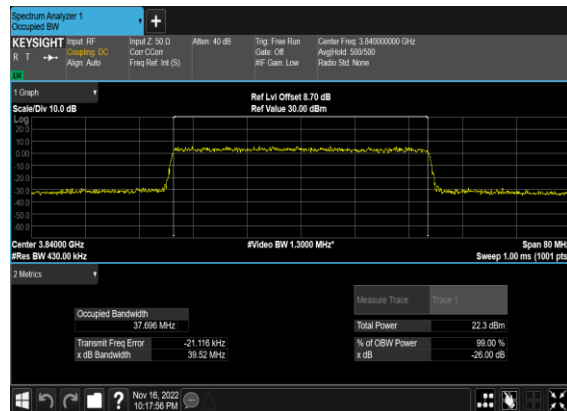 Spectrum Analyzer 1
Occupied BW
+
KEYSIGHT
R T
LW
Input: RF
Coupling: DC
Align: Auto
Input Z: 50 Ω
Corr CCorr
Freq Ref: Int (S)
Atten: 40 dB
Trig: Free Run
Gate: Off
#IF Gain: Low
Center Freq: 3.840000000 GHz
Avg|Hold: 500/500
Radio Std: None
1 Graph
Scale/Div 10.0 dB
Ref Lvl Offset 8.70 dB
Ref Value 30.00 dBm
Log
20.0
10.0
0.00
-10.0
-20.0
-30.0
-40.0
-50.0
-60.0
Center 3.84000 GHz
#Res BW 430.00 kHz
#Video BW 1.3000 MHz*
Span 80 MHz
Sweep 1.00 ms (1001 pts)
2 Metrics
Occupied Bandwidth
37.696 MHz
Transmit Freq Error -21.116 kHz
x dB Bandwidth 39.52 MHz
Measure Trace Trace 1
Total Power 22.3 dBm
% of OBW Power 99.00 %
x dB -26.00 dB
?
Nov 16, 2022
10:17:56 PM